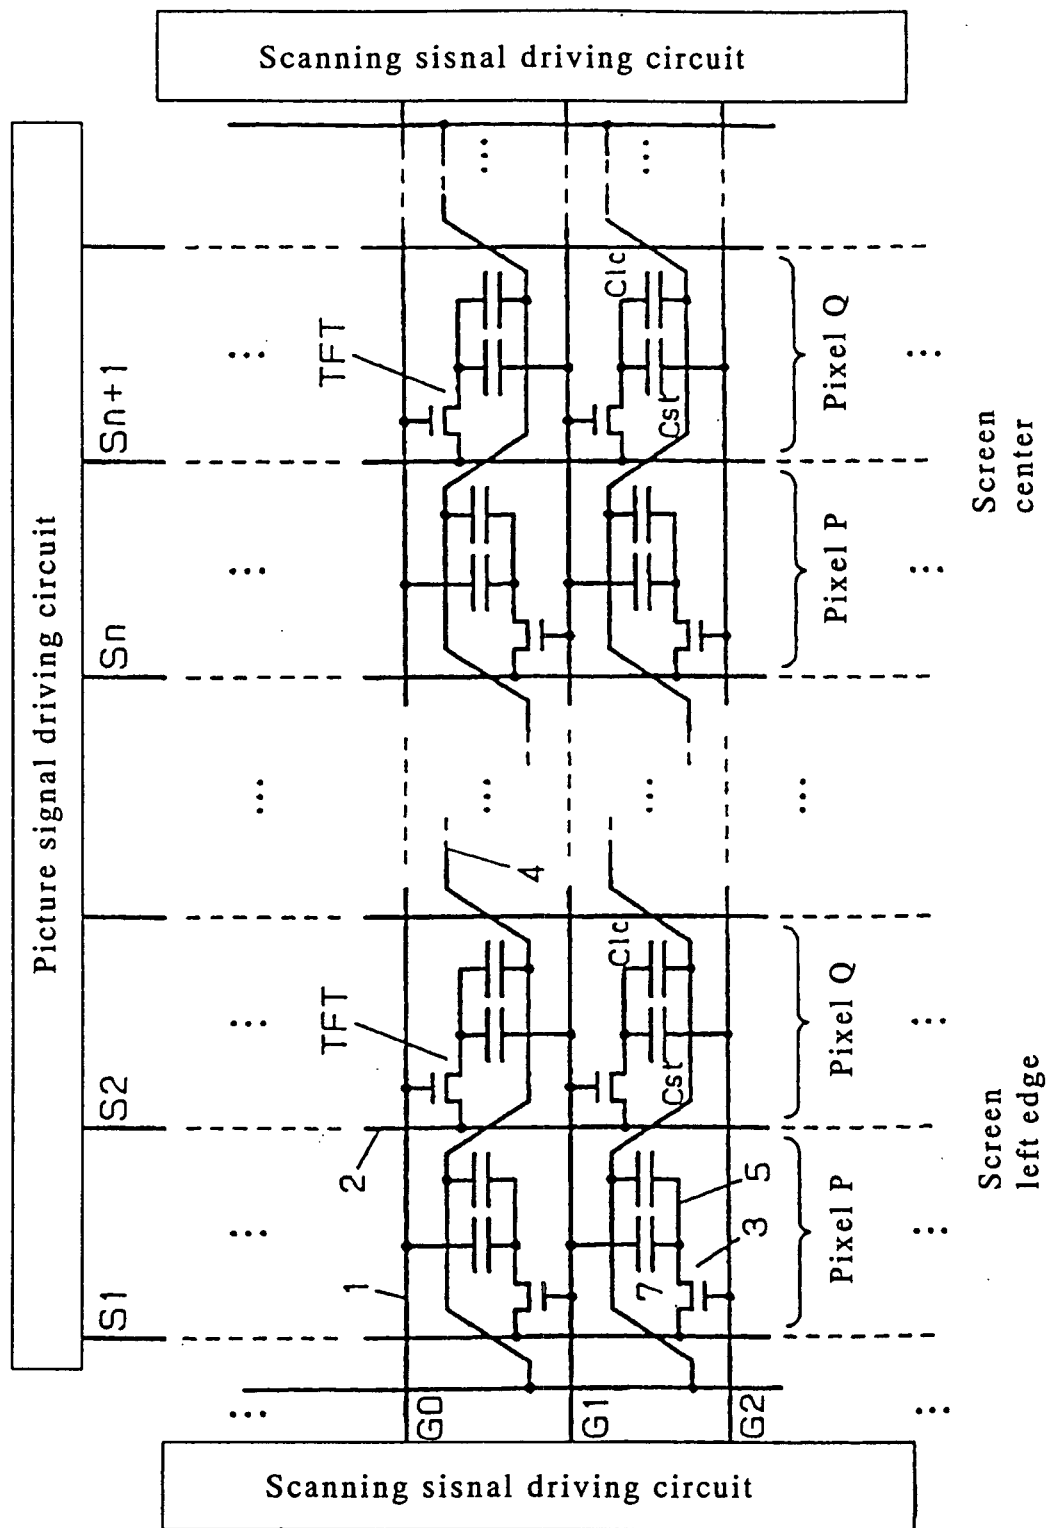 Picture signal driving circuit
Scanning sisnal driving circuit
Scanning sisnal driving circuit
S1
S2
Sn
Sn+1
...
...
...
...
...
1
2
TFT
TFT
G0
4
...
...
G1
Clc
Clc
7
Cst
...
Cst
...
3
5
G2
...
Pixel P
Pixel Q
Pixel P
Pixel Q
...
...
...
...
...
Screen
left edge
Screen
center